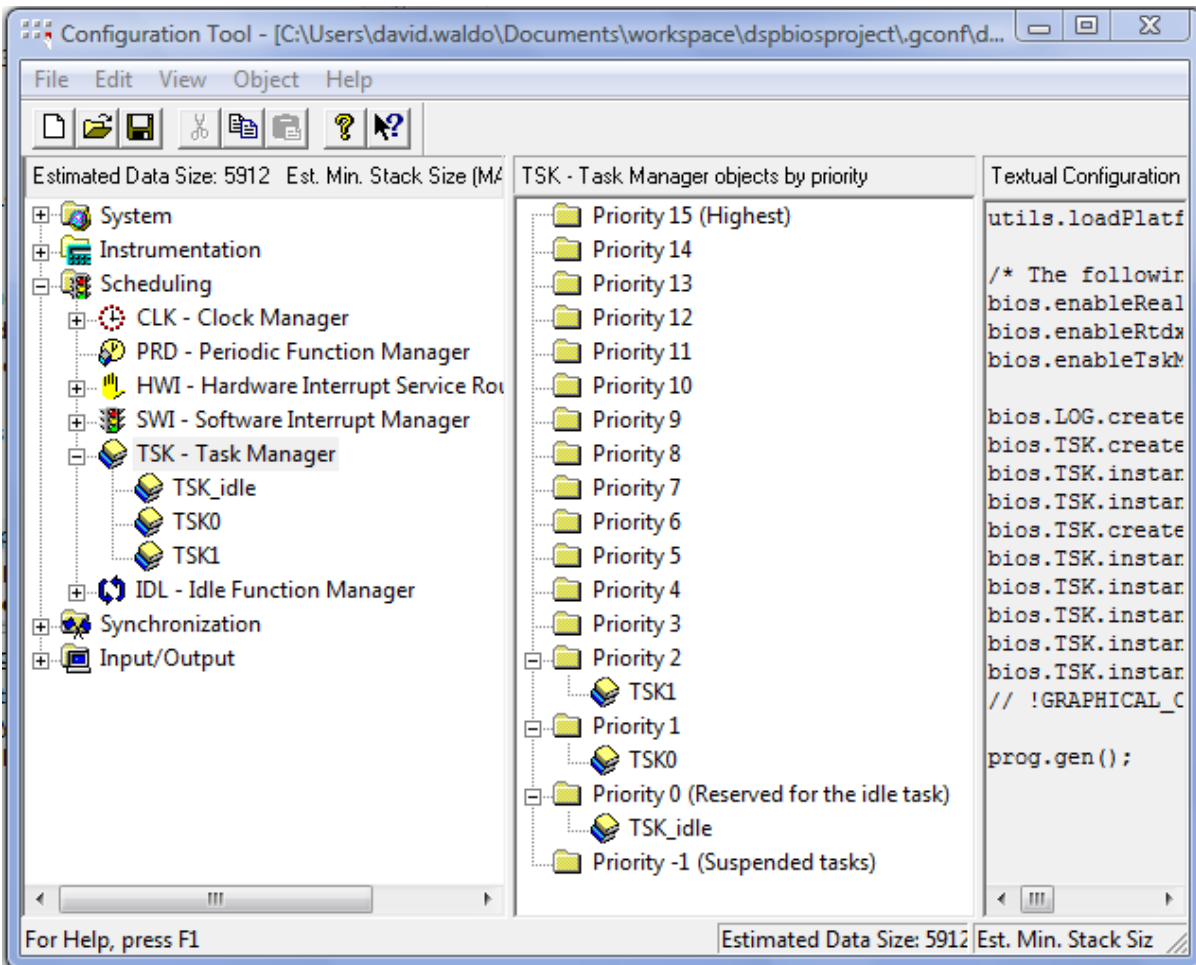 Configuration Tool - [C:\Users\david.waldo\Documents\workspace\dspbiosproject\.gconf\d...
File Edit View Object Help
Estimated Data Size: 5912 Est. Min. Stack Size (MA
System
Instrumentation
Scheduling
CLK - Clock Manager
PRD - Periodic Function Manager
HWI - Hardware Interrupt Service Rou
SWI - Software Interrupt Manager
TSK - Task Manager
TSK_idle
TSK0
TSK1
IDL - Idle Function Manager
Synchronization
Input/Output
TSK - Task Manager objects by priority
Priority 15 (Highest)
Priority 14
Priority 13
Priority 12
Priority 11
Priority 10
Priority 9
Priority 8
Priority 7
Priority 6
Priority 5
Priority 4
Priority 3
Priority 2
TSK1
Priority 1
TSK0
Priority 0 (Reserved for the idle task)
TSK_idle
Priority -1 (Suspended tasks)
Textual Configuration
utils.loadPlatf
/* The followin
bios.enableReal
bios.enableRtdx
bios.enableTskM
bios.LOG.create
bios.TSK.create
bios.TSK.instan
bios.TSK.instan
bios.TSK.create
bios.TSK.instan
bios.TSK.instan
bios.TSK.instan
bios.TSK.instan
bios.TSK.instan
// !GRAPHICAL_C
prog.gen();
For Help, press F1
Estimated Data Size: 5912
Est. Min. Stack Siz